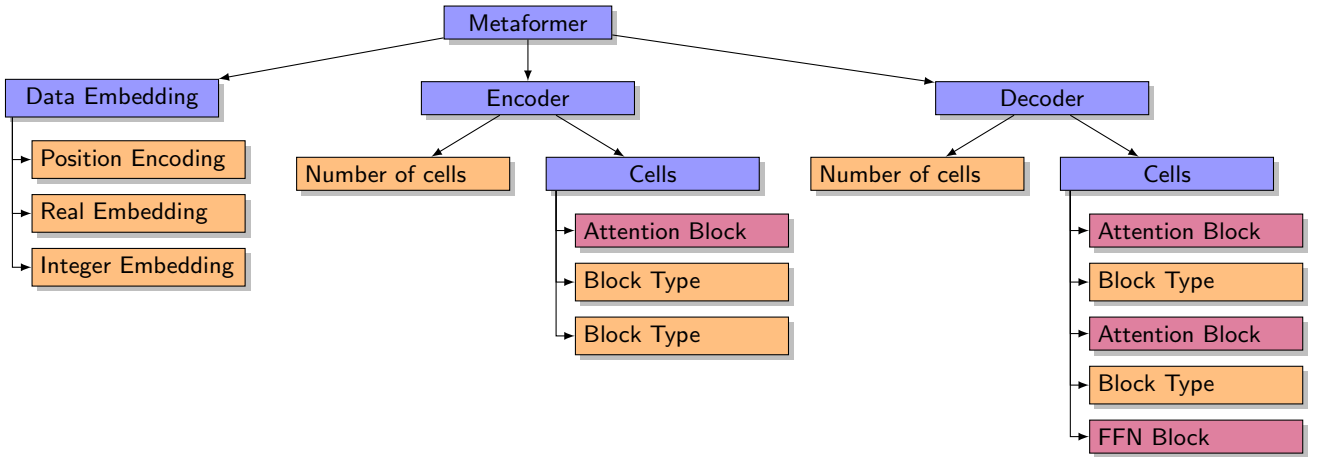 Metaformer
Data Embedding
Position Encoding
Real Embedding
Integer Embedding
Encoder
Number of cells
Cells
Attention Block
Block Type
Block Type
Decoder
Number of cells
Cells
Attention Block
Block Type
Attention Block
Block Type
FFN Block